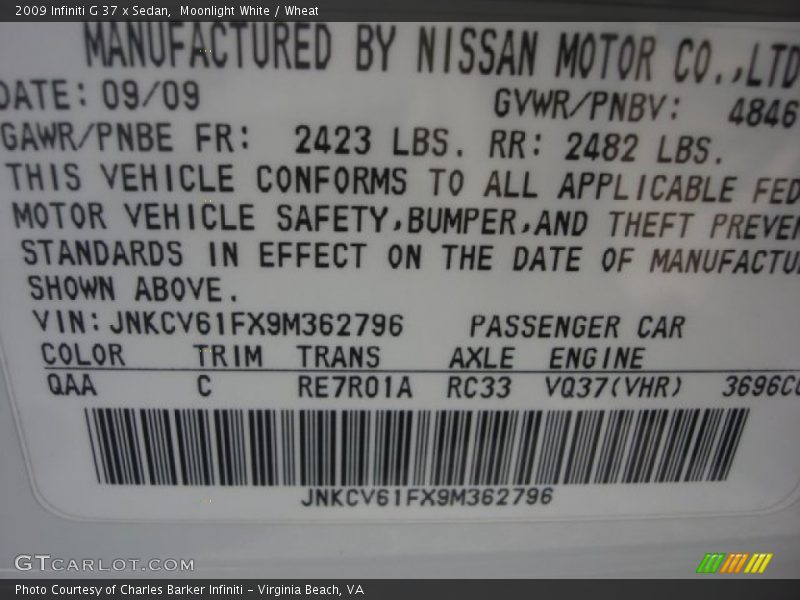 2009 Infiniti G 37 x Sedan,  Moonlight White / Wheat
MANUFACTURED BY NISSAN MOTOR CO.,LTD
DATE: 09/09 GVWR/PNBV: 4846
GAWR/PNBE FR: 2423 LBS. RR: 2482 LBS.
THIS VEHICLE CONFORMS TO ALL APPLICABLE FED
MOTOR VEHICLE SAFETY,BUMPER,AND THEFT PREVEN
STANDARDS IN EFFECT ON THE DATE OF MANUFACTU
SHOWN ABOVE.
VIN: JNKCV61FX9M362796 PASSENGER CAR
COLOR TRIM TRANS AXLE ENGINE
QAA C RE7R01A RC33 VQ37(VHR) 3696CC
JNKCV61FX9M362796
GTCARLOT.COM
Photo Courtesy of Charles Barker Infiniti - Virginia Beach, VA